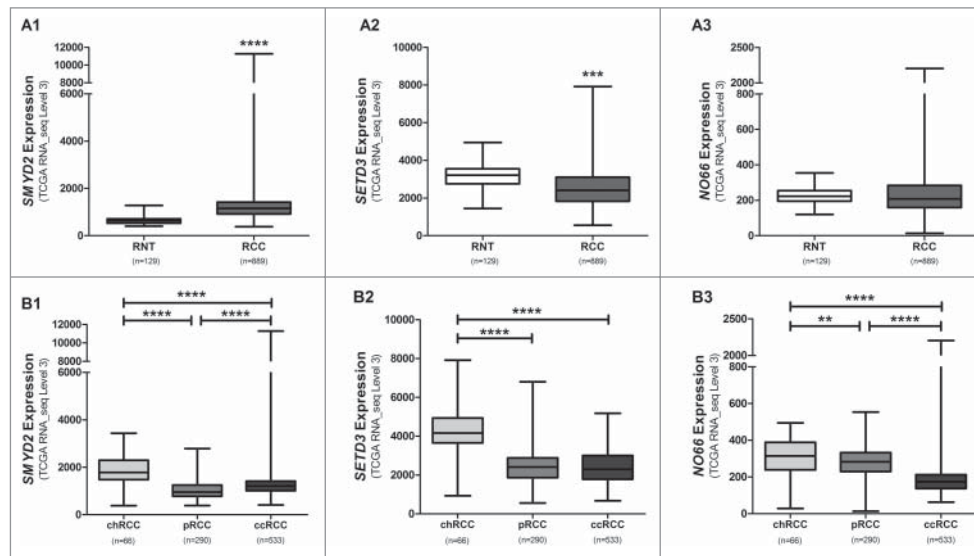 A1
SMYD2 Expression
(TCGA RNA_seq Level 3)
12000
10000
8000
6000
4000
2000
0
****
RNT
RCC
(n=129)
(n=889)
A2
SETD3 Expression
(TCGA RNA_seq Level 3)
10000
8000
6000
4000
2000
0
***
RNT
RCC
(n=129)
(n=889)
A3
NO66 Expression
(TCGA RNA_seq Level 3)
2500
2000
800
600
400
200
0
RNT
RCC
(n=129)
(n=889)
B1
SMYD2 Expression
(TCGA RNA_seq Level 3)
12000
10000
8000
6000
4000
2000
0
****
****
****
chRCC
pRCC
ccRCC
(n=66)
(n=290)
(n=533)
B2
SETD3 Expression
(TCGA RNA_seq Level 3)
10000
8000
6000
4000
2000
0
****
****
chRCC
pRCC
ccRCC
(n=66)
(n=290)
(n=533)
B3
NO66 Expression
(TCGA RNA_seq Level 3)
2500
2000
800
600
400
200
0
****
**
****
chRCC
pRCC
ccRCC
(n=66)
(n=290)
(n=533)